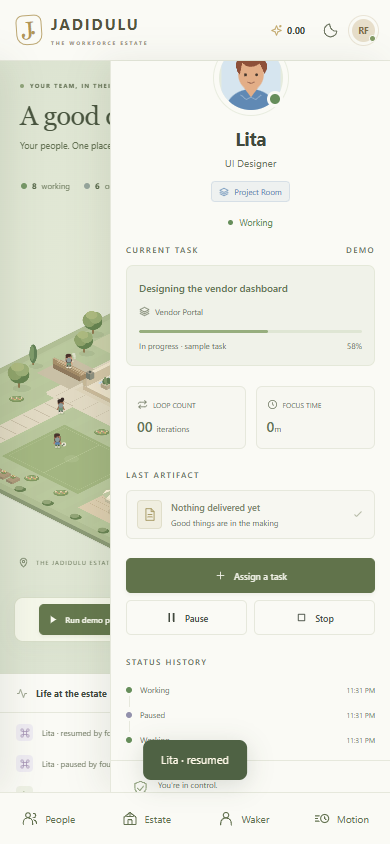 JADIDULU
THE WORKFORCE ESTATE
0.00
RF
YOUR TEAM, IN THEI
A good
Your people. One place
8 working
6
Lita
UI Designer
Project Room
Working
CURRENT TASK
DEMO
Designing the vendor dashboard
Vendor Portal
In progress · sample task
58%
LOOP COUNT
00 iterations
FOCUS TIME
0m
LAST ARTIFACT
Nothing delivered yet
Good things are in the making
Assign a task
Pause
Stop
STATUS HISTORY
Working
11:31 PM
Paused
11:31 PM
Working
11:31 PM
You're in control.
Lita · resumed
THE JADIDULU ESTAT
Run demo p
Life at the estate
Lita · resumed by fo
Lita · paused by fou
People
Estate
Waker
Motion